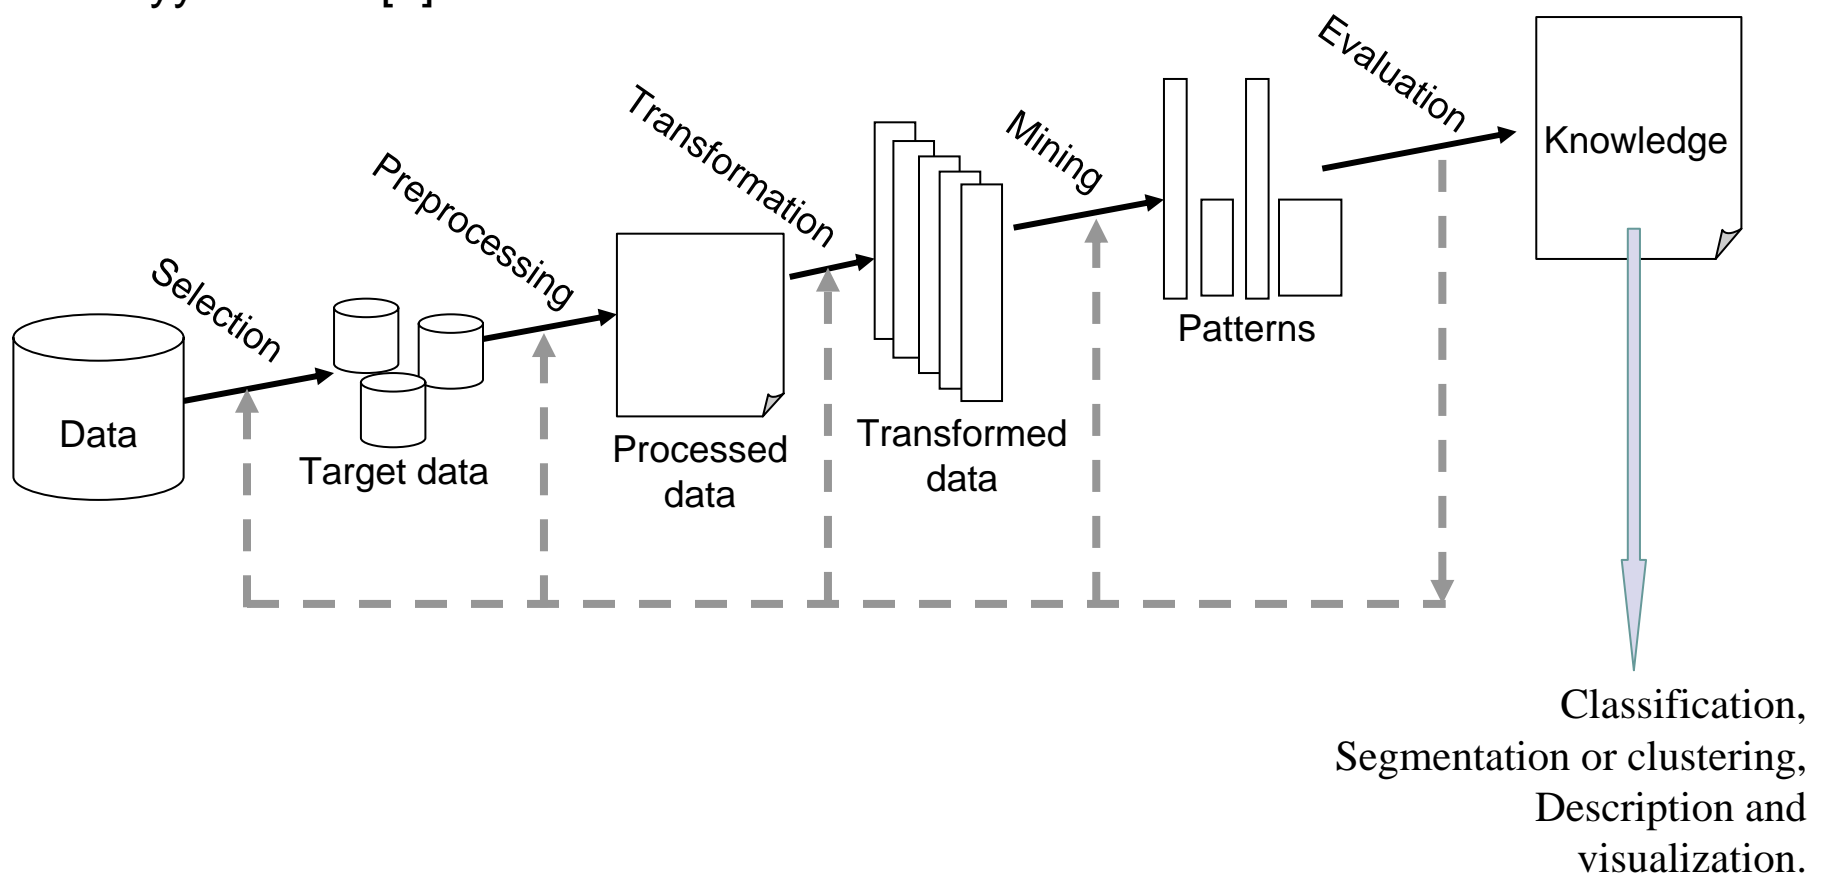 Evaluation
Knowledge
Transformation
Mining
Preprocessing
Selection
Patterns
Data
Target data
Processed
data
Transformed
data
Classification,
Segmentation or clustering,
Description and
visualization.